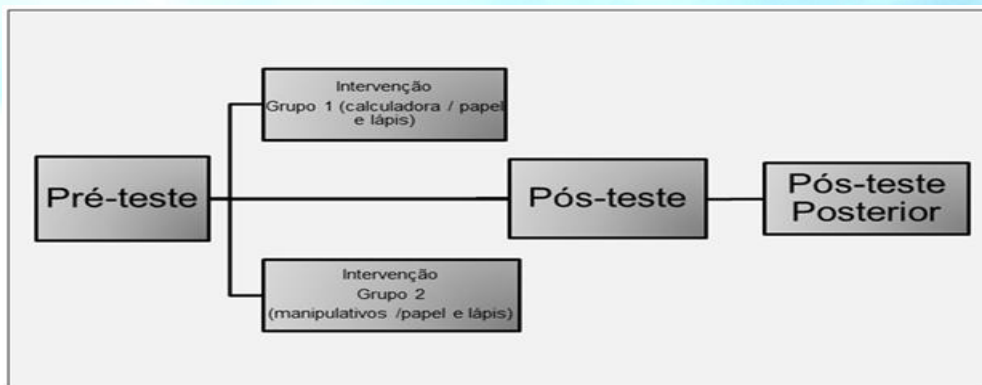 Intervenção
Grupo 1 (calculadora / papel
e lápis)
Pré-teste
Pós-teste
Pós-teste
Posterior
Intervenção
Grupo 2
(manipulativos /papel e lápis)